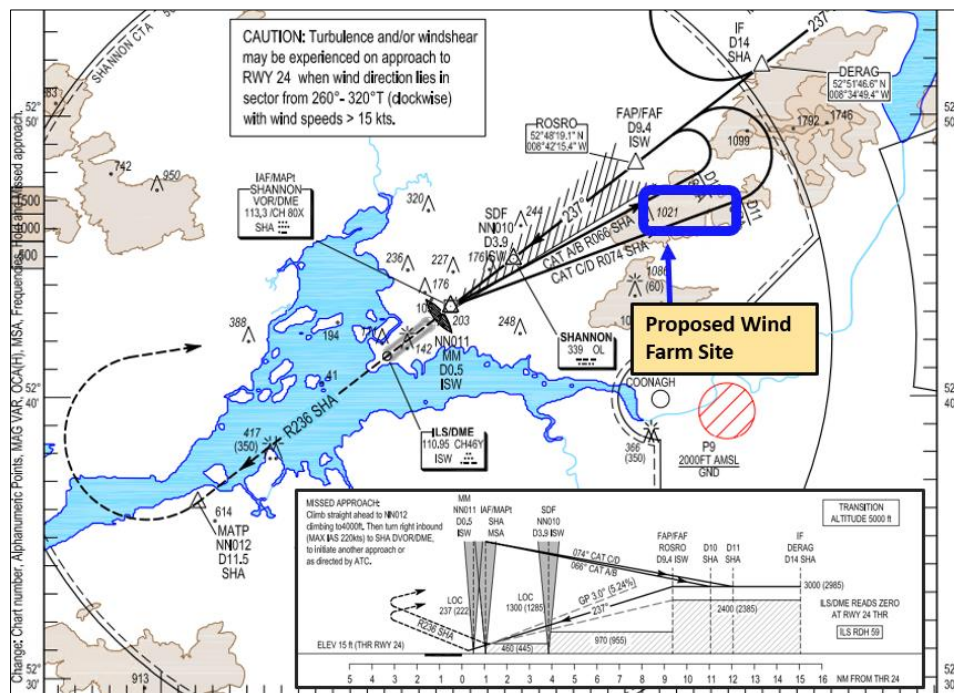 SHANNON CTA
CAUTION: Turbulence and/or windshear
may be experienced on approach to
RWY 24 when wind direction lies in
sector from 260°- 320°T (clockwise)
with wind speeds > 15 kts.
237°
IF
D14
SHA
DERAG
52°51'46.6" N
008°34'49.4" W
52°
50'
FAP/FAF
D9.4
ISW
ROSRO
52°48'19.1" N
008°42'15.4" W
1792
1746
1099
742
950
500
1000
IAF/MAPt
SHANNON
VOR/DME
113.3 / CH 80X
SHA
320
SDF
NN010
D3.9
ISW
244
237°
D11
1021
CAT A/B R066 SHA
CAT C/D R074 SHA
236
227
176
176
1086
(60)
203
248
388
194
142
NN011
MM
D0.5
ISW
SHANNON
339 OL
Proposed Wind
Farm Site
COONAGH
52°
40'
41
R236 SHA
417
(350)
ILS/DME
110.95 CH46Y
ISW
366
(350)
P9
2000FT AMSL
GND
614
MATP
NN012
D11.5
SHA
913
52°
30'
52°
30'
MISSED APPROACH:
Climb straight ahead to NN012
climbing to4000ft. Then turn right inbound
(MAX IAS 220kts) to SHA DVOR/DME,
to initiate another approach or
as directed by ATC.
MM
NN011
D0.5
ISW
IAF/MAPt
SHA
MSA
SDF
NN010
D3.9 ISW
FAP/FAF
ROSRO
D9.4 ISW
D10
SHA
D11
SHA
IF
DERAG
D14 SHA
TRANSITION
ALTITUDE 5000 ft
074° CAT C/D
066° CAT A/B
GP 3.0° (5.24%)
237°
3000 (2985)
2400 (2385)
LOC
237 (222)
LOC
1300 (1285)
970 (955)
460 (445)
R236 SHA
ELEV 15 ft (THR RWY 24)
ILS/DME READS ZERO
AT RWY 24 THR
ILS RDH 59
5 4 3 2 1 0 1 2 3 4 5 6 7 8 9 10 11 12 13 14 15 16 NM FROM THR 24
Change: Chart number, Alphanumeric Points, MAG VAR, OCA(H), MSA, Frequencies, Hold and Missed approach.